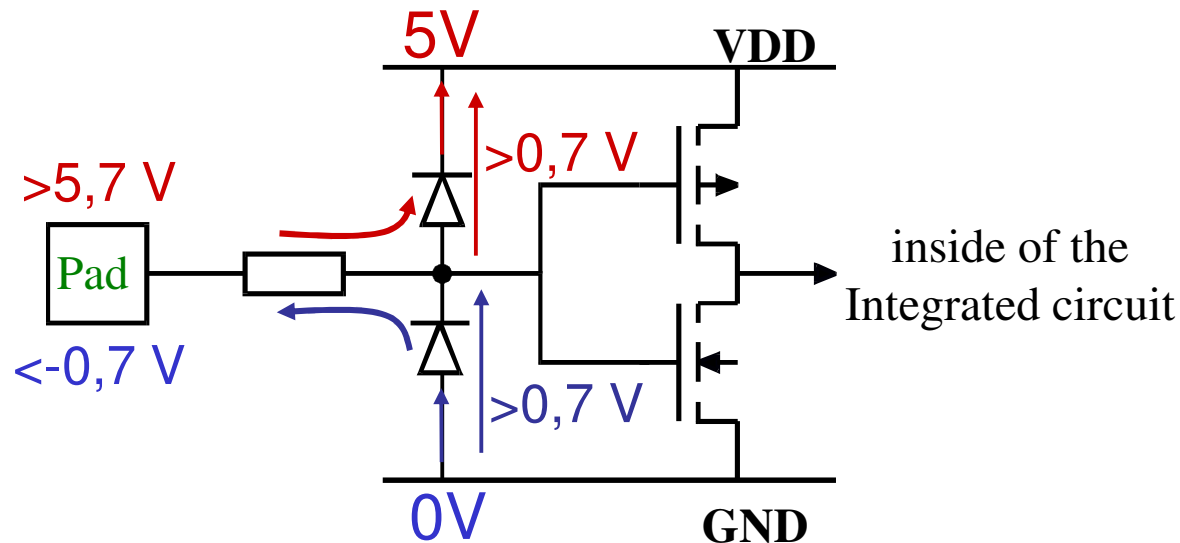 5V
VDD
>0,7 V
>5,7 V
Pad
inside of the
Integrated circuit
<-0,7 V
>0,7 V
0V
GND